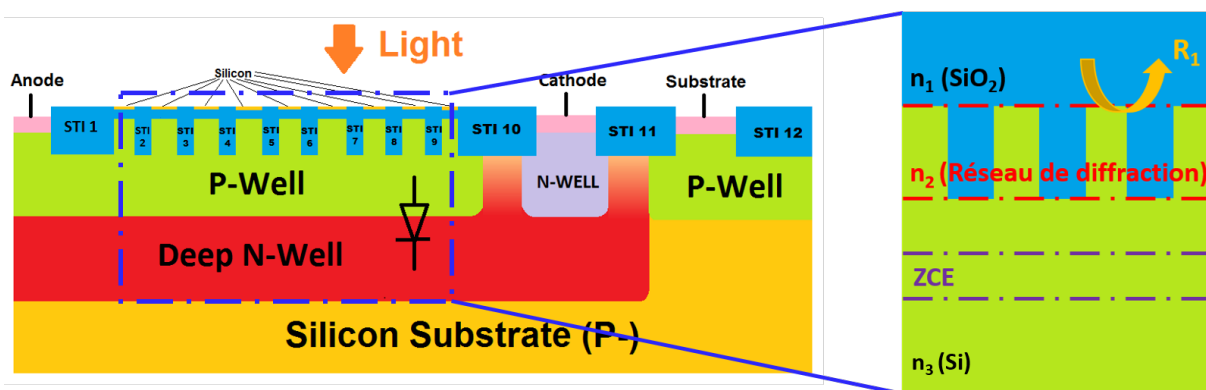 Light
Silicon
Anode
Cathode
Substrate
STI 1
STI 2
STI 3
STI 4
STI 5
STI 6
STI 7
STI 8
STI 9
STI 10
STI 11
STI 12
P-Well
N-WELL
P-Well
Deep N-Well
Silicon Substrate (P-)
R1
n1 (SiO2)
n2 (Réseau de diffraction)
ZCE
n3 (Si)